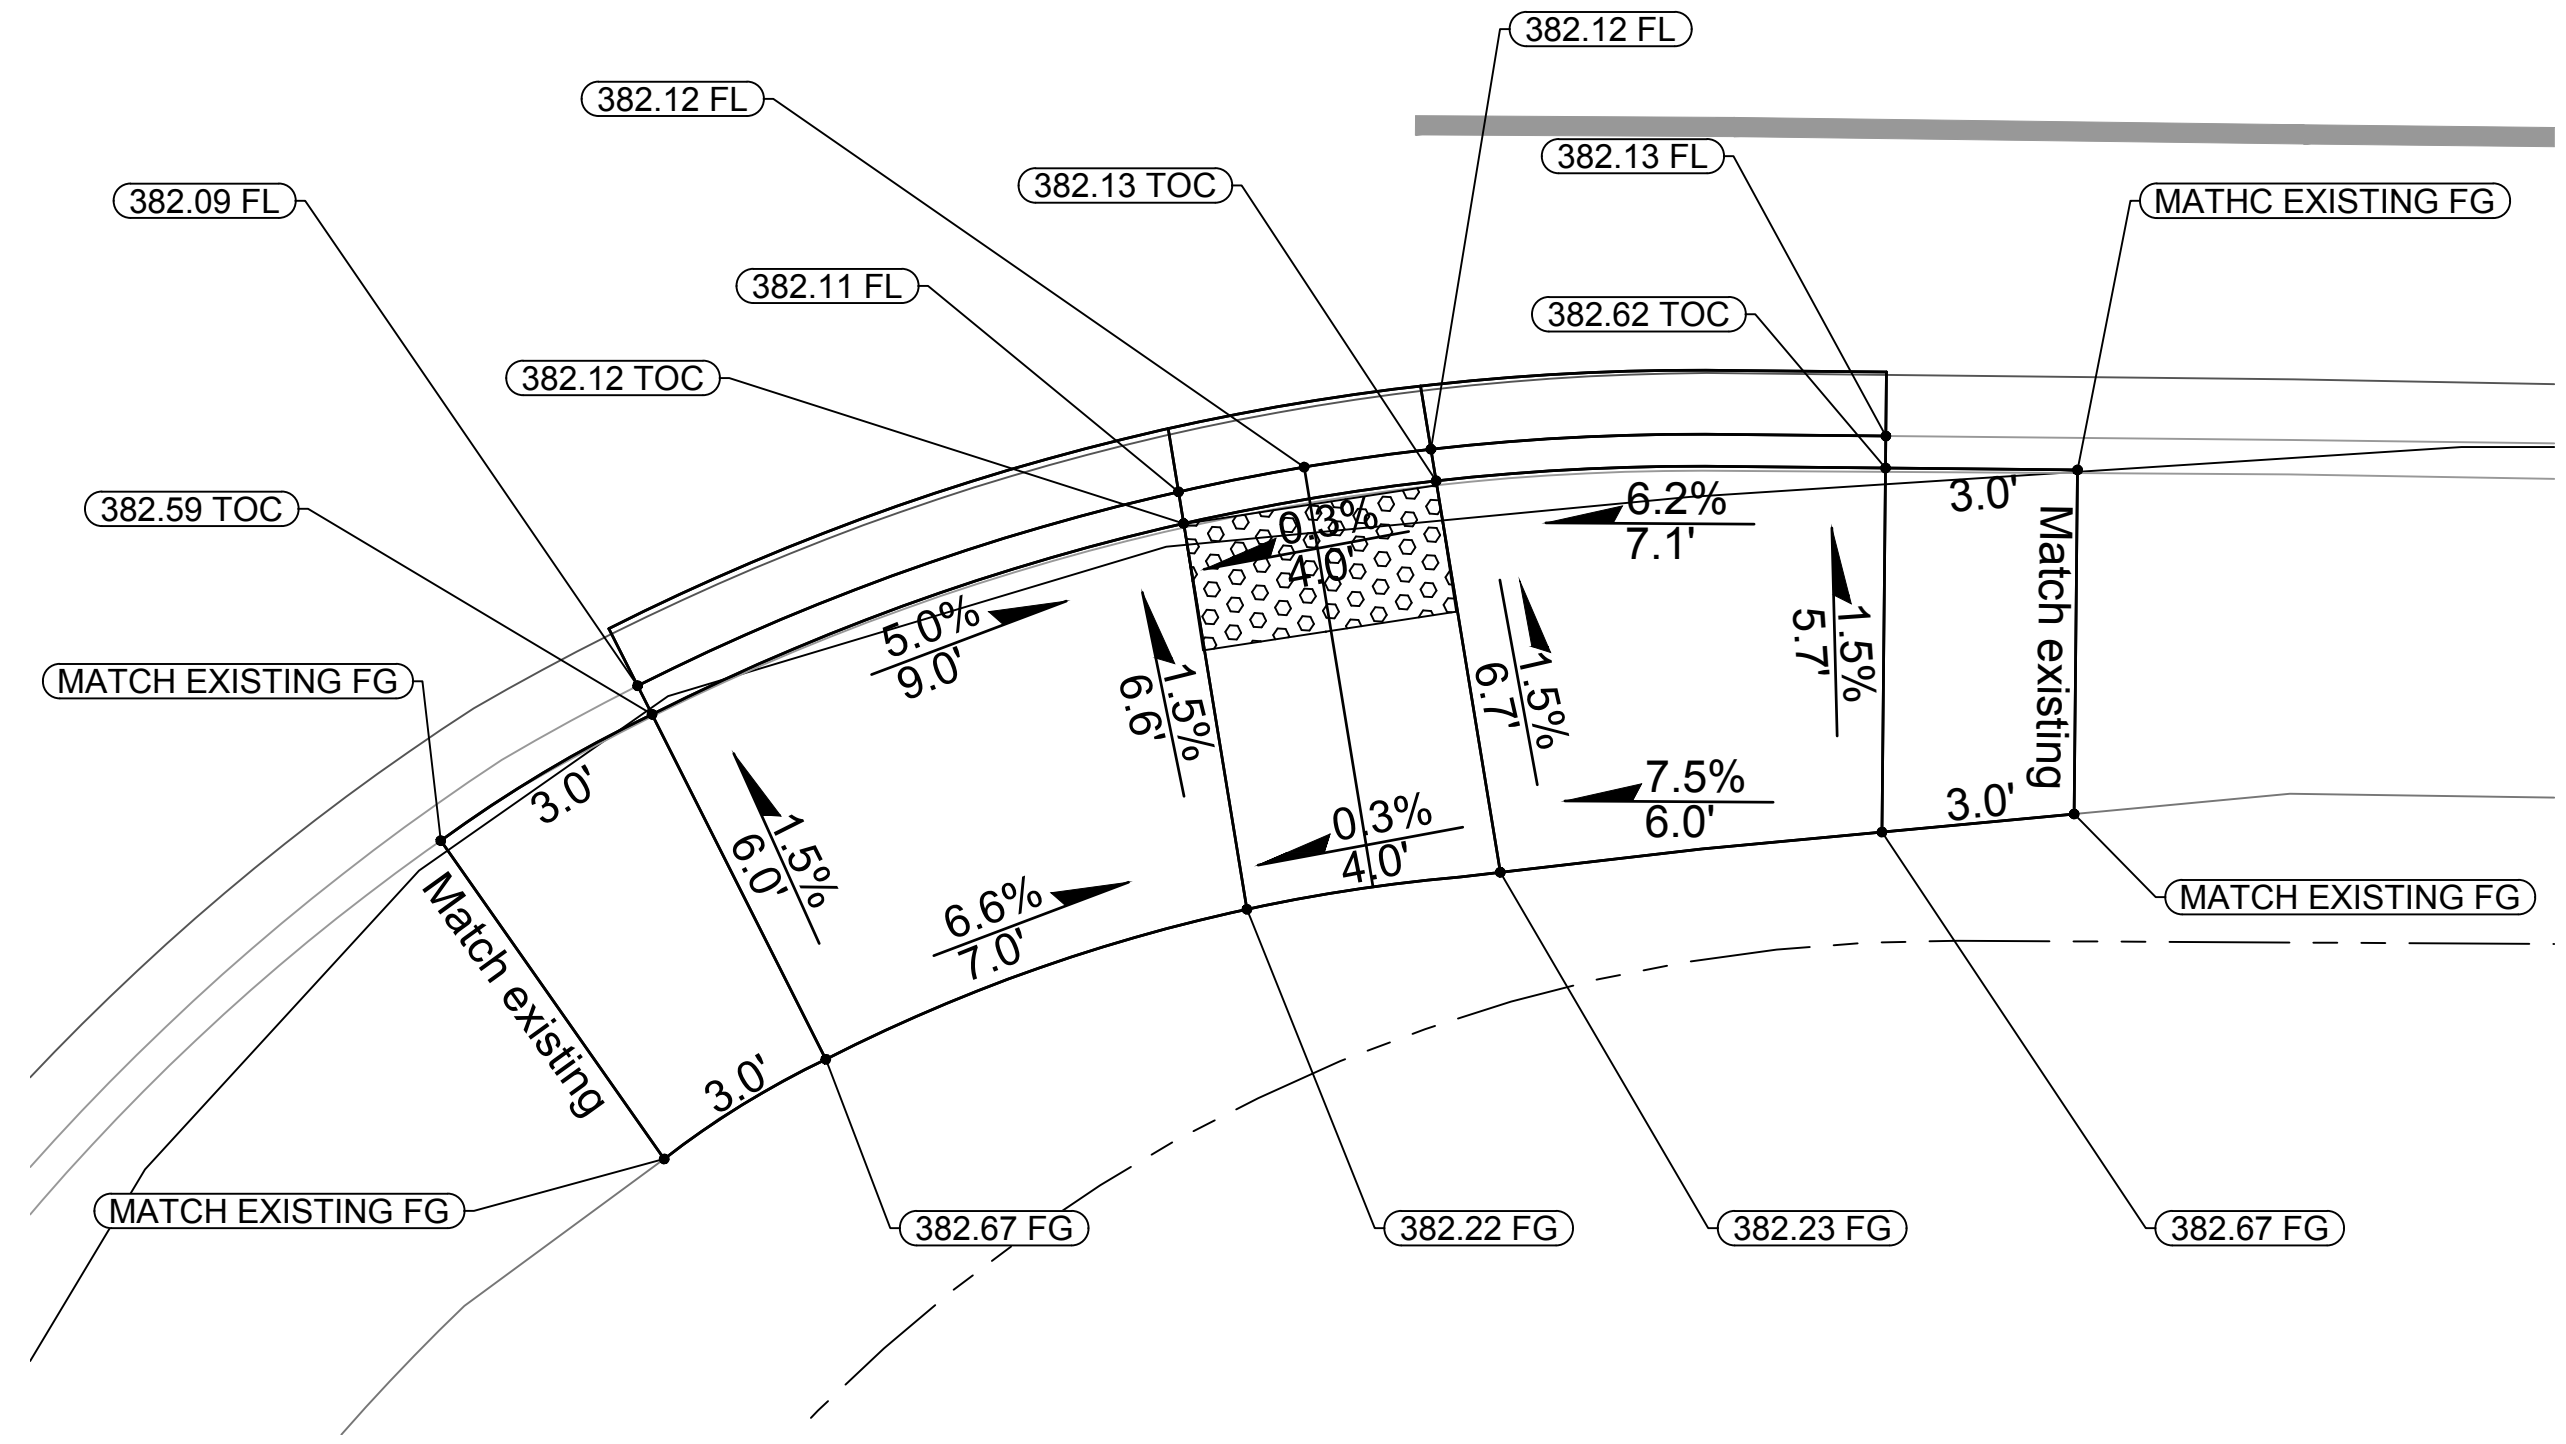 382.12 FL
382.12 FL
382.13 FL
382.13 TOC
382.09 FL
MATHC EXISTING FG
382.11 FL
382.62 TOC
382.12 TOC
382.59 TOC
MATCH EXISTING FG
3.0'
5.0%
9.0'
0.3%
4.0'
6.2%
7.1'
3.0'
Match existing
1.5%
6.0'
1.5%
6.6'
1.5%
6.7'
1.5%
5.7'
7.5%
6.0'
3.0'
0.3%
4.0'
6.6%
7.0'
Match existing
3.0'
MATCH EXISTING FG
MATCH EXISTING FG
382.67 FG
382.22 FG
382.23 FG
382.67 FG